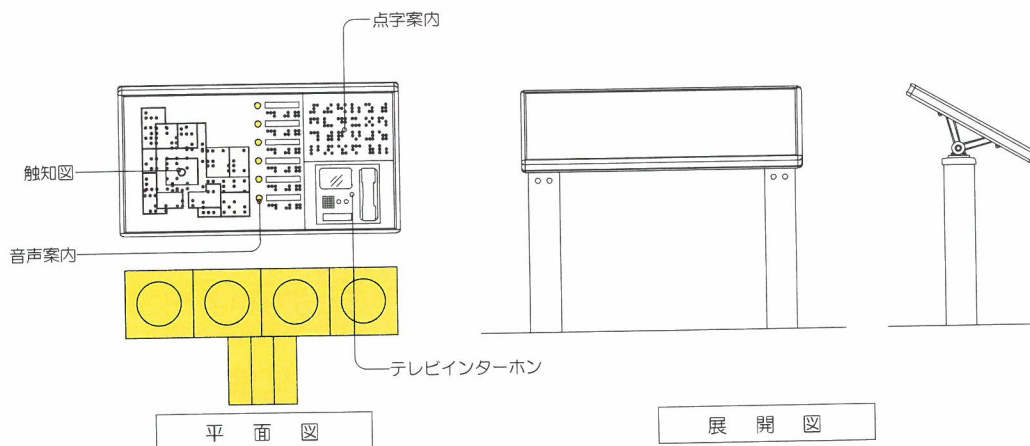 点字案内
触知図
音声案内
テレビインターホン
平面図
展開図